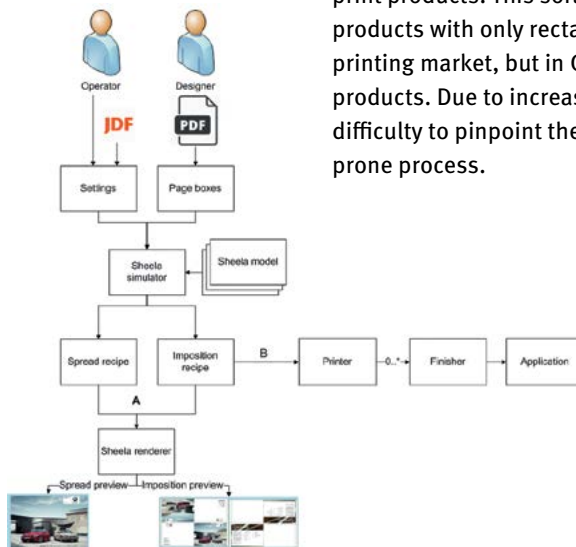 print products. This soft
products with only recta
printing market, but in C
products. Due to increas
difficulty to pinpoint the
prone process.
Operator
Designer
JDF
PDF
Settings
Page boxes
Sheela
simulator
Sheela model
Spread recipe
Imposition
recipe
B
Printer
0..*
Finisher
Application
A
Sheela renderer
Spread preview
Imposition preview